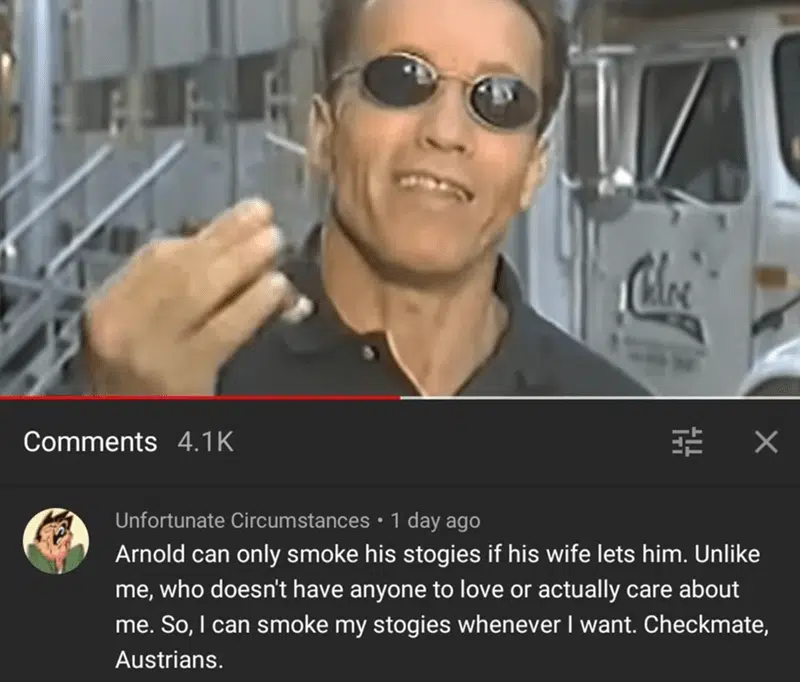 Chloe
Comments 4.1K
Unfortunate Circumstances • 1 day ago
Arnold can only smoke his stogies if his wife lets him. Unlike
me, who doesn't have anyone to love or actually care about
me. So, I can smoke my stogies whenever I want. Checkmate,
Austrians.